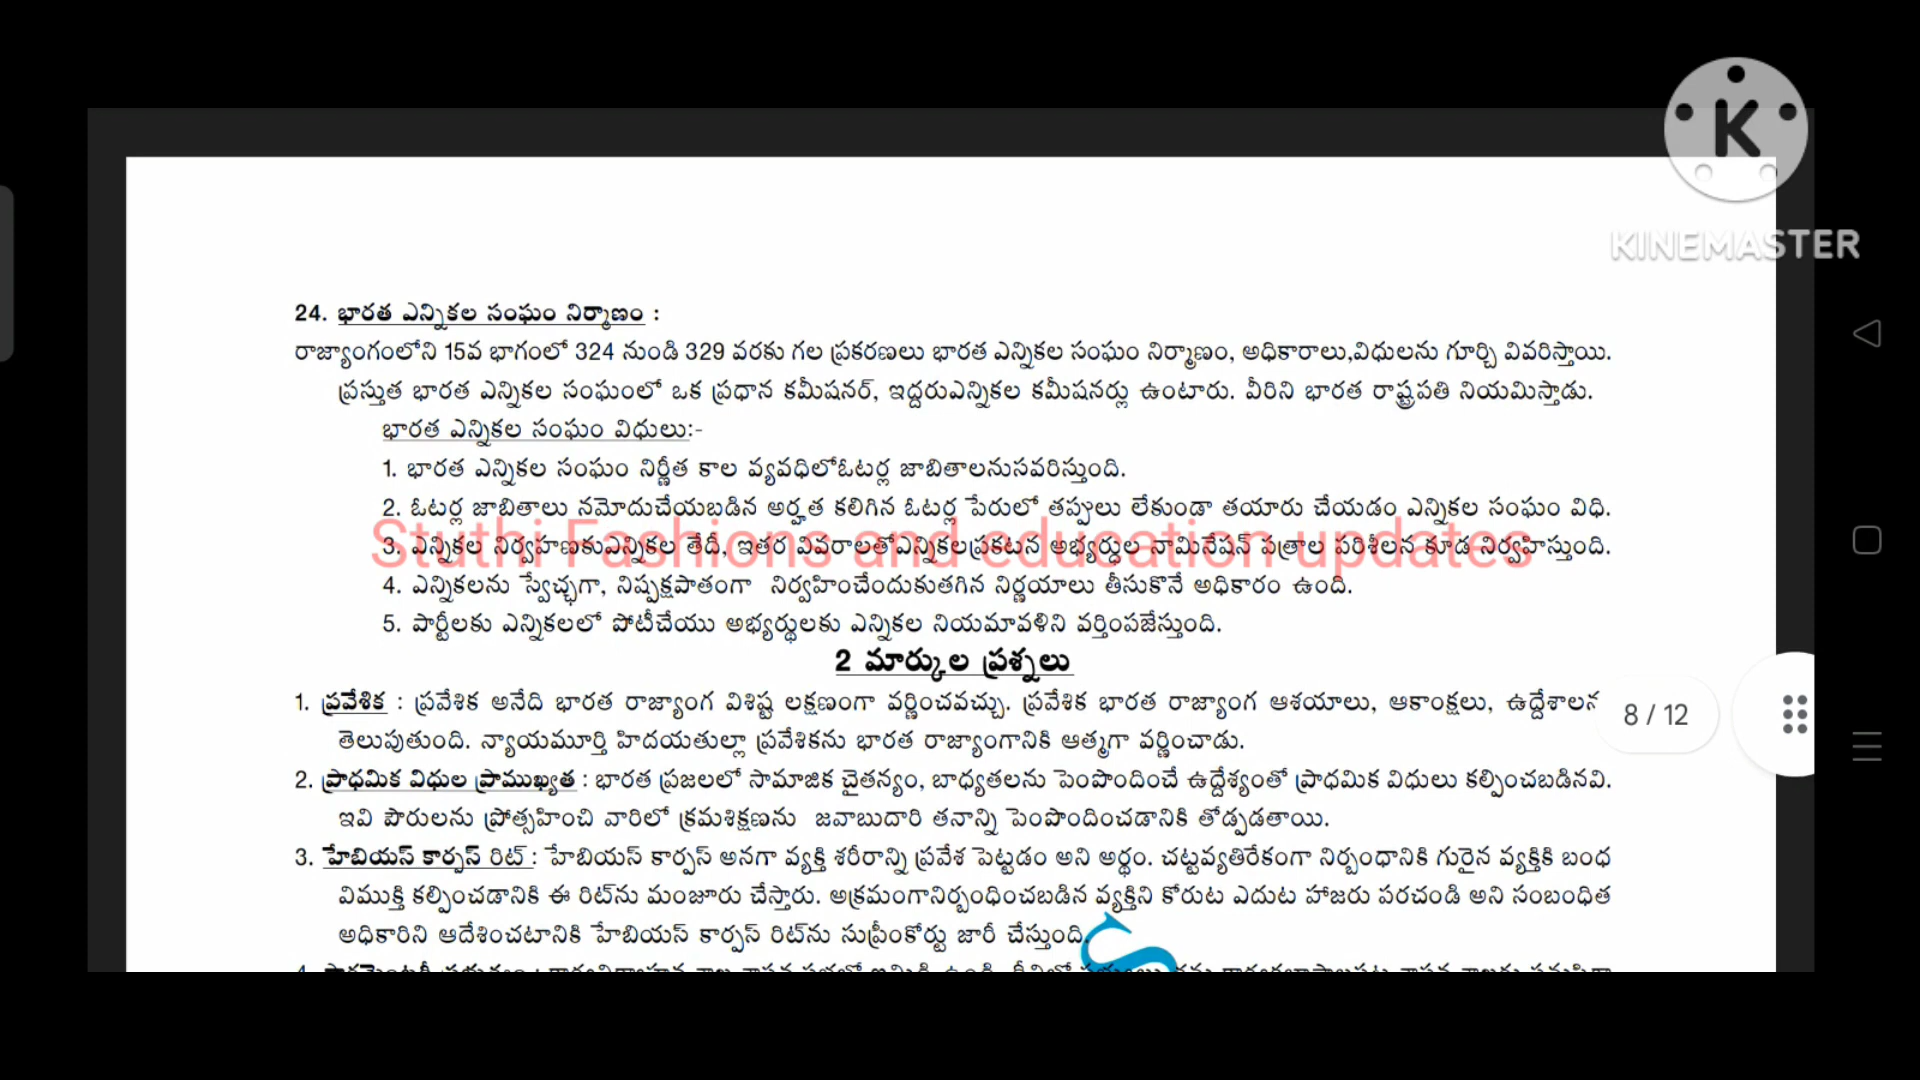 K
KINEMASTER
24. భారత ఎన్నికల సంఘం నిర్మాణం :
రాజ్యాంగంలోని 15వ భాగంలో 324 నుండి 329 వరకు గల ప్రకరణలు భారత ఎన్నికల సంఘం నిర్మాణం, అధికారాలు,విధులను గూర్చి వివరిస్తాయి.
ప్రస్తుత భారత ఎన్నికల సంఘంలో ఒక ప్రధాన కమీషనర్, ఇద్దరుఎన్నికల కమీషనర్లు ఉంటారు. వీరిని భారత రాష్ట్రపతి నియమిస్తాడు.
భారత ఎన్నికల సంఘం విధులు:-
1. భారత ఎన్నికల సంఘం నిర్ణీత కాల వ్యవధిలోఓటర్ల జాబితాలనుసవరిస్తుంది.
2. ఓటర్ల జాబితాలు నమోదుచేయబడిన అర్హత కలిగిన ఓటర్ల పేరులో తప్పులు లేకుండా తయారు చేయడం ఎన్నికల సంఘం విధి.
Stuthi Fashions and education updates
3. ఎన్నికల నిర్వహణకుఎన్నికల తేదీ, ఇతర వివరాలతోఎన్నికలప్రకటన అభ్యర్ధుల నామినేషన్ పత్రాల పరిశీలన కూడ నిర్వహిస్తుంది.
4. ఎన్నికలను స్వేచ్ఛగా, నిష్పక్షపాతంగా నిర్వహించేందుకుతగిన నిర్ణయాలు తీసుకొనే అధికారం ఉంది.
5. పార్టీలకు ఎన్నికలలో పోటీచేయు అభ్యర్థులకు ఎన్నికల నియమావళిని వర్తింపజేస్తుంది.
2 మార్కుల ప్రశ్నలు
1. ప్రవేశిక : ప్రవేశిక అనేది భారత రాజ్యాంగ విశిష్ట లక్షణంగా వర్ణించవచ్చు. ప్రవేశిక భారత రాజ్యాంగ ఆశయాలు, ఆకాంక్షలు, ఉద్దేశాలన
8 / 12
తెలుపుతుంది. న్యాయమూర్తి హిదయతుల్లా ప్రవేశికను భారత రాజ్యాంగానికి ఆత్మగా వర్ణించాడు.
2. ప్రాధమిక విధుల ప్రాముఖ్యత : భారత ప్రజలలో సామాజిక చైతన్యం, బాధ్యతలను పెంపొందించే ఉద్దేశ్యంతో ప్రాధమిక విధులు కల్పించబడినవి.
ఇవి పౌరులను ప్రోత్సహించి వారిలో క్రమశిక్షణను జవాబుదారి తనాన్ని పెంపొందించడానికి తోడ్పడతాయి.
3. హేబియస్ కార్పస్ రిట్ : హేబియస్ కార్పస్ అనగా వ్యక్తి శరీరాన్ని ప్రవేశ పెట్టడం అని అర్థం. చట్టవ్యతిరేకంగా నిర్బంధానికి గురైన వ్యక్తికి బంధ
విముక్తి కల్పించడానికి ఈ రిట్‌ను మంజూరు చేస్తారు. అక్రమంగానిర్బంధించబడిన వ్యక్తిని కోరుట ఎదుట హాజరు పరచండి అని సంబంధిత
అధికారిని ఆదేశించటానికి హేబియస్ కార్పస్ రిట్‌ను సుప్రీంకోర్టు జారీ చేస్తుంది.